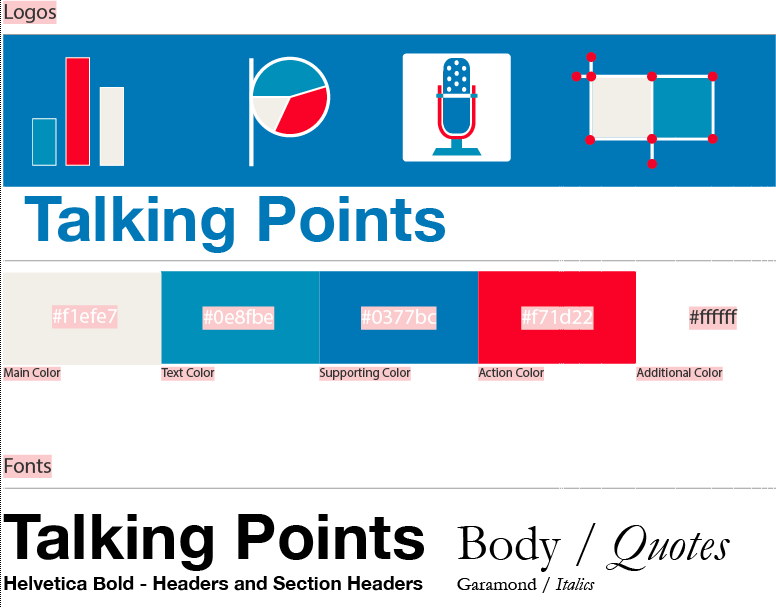 Logos
Talking Points
#f1efe7
#0e8fbe
#0377bc
#f71d22
#ffffff
Main Color
Text Color
Supporting Color
Action Color
Additional Color
Fonts
Talking Points
Body / Quotes
Helvetica Bold - Headers and Section Headers
Garamond / Italics